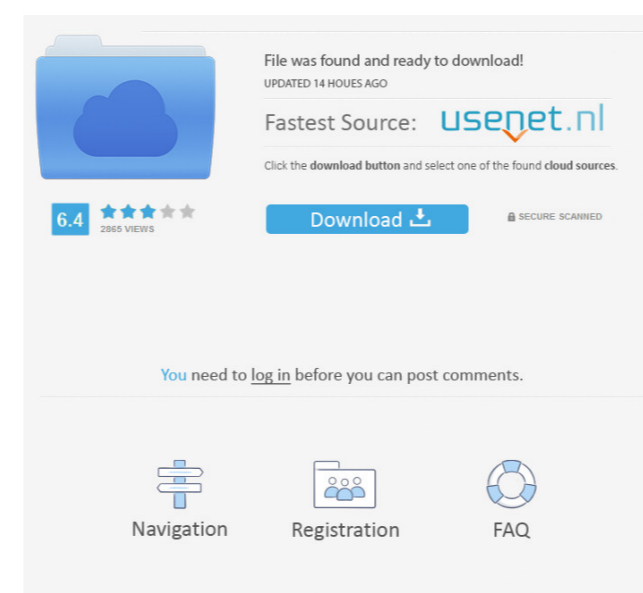 File was found and ready to download!
UPDATED 14 HOUES AGO
Fastest Source: usenet.nl
Click the download button and select one of the found cloud sources.
6.4
2865 VIEWS
Download
SECURE SCANNED
You need to log in before you can post comments.
Navigation
Registration
FAQ